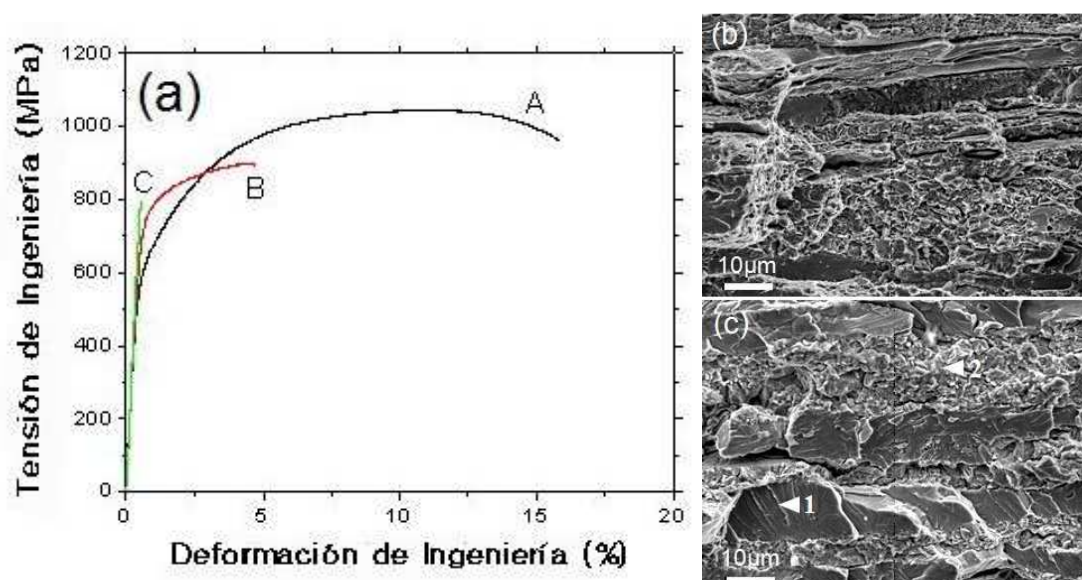 (a)
Tensión de Ingeniería (MPa)
1200
1000
800
600
400
200
0
A
B
C
0
5
10
15
20
Deformación de Ingeniería (%)
(b)
10µm
(c)
2
1
10µm